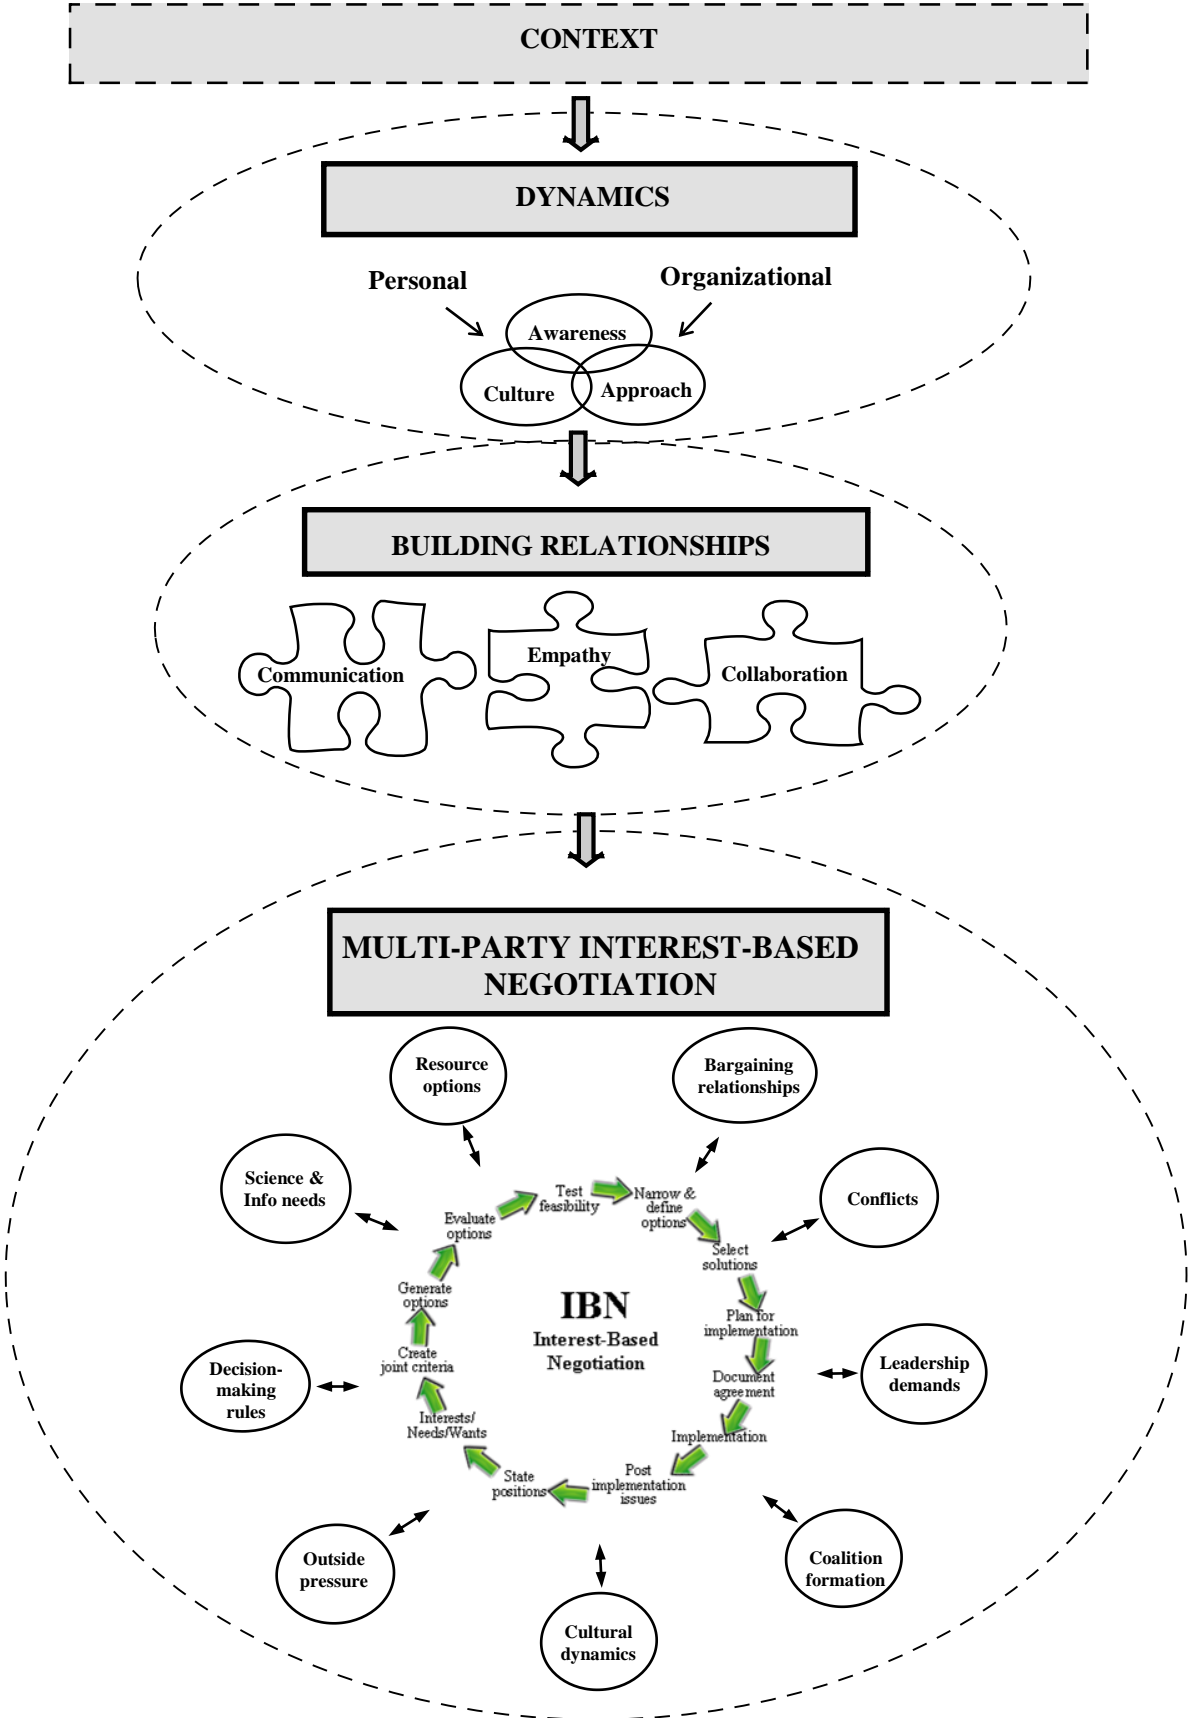 CONTEXT
DYNAMICS
Personal
Organizational
Awareness
Culture
Approach
BUILDING RELATIONSHIPS
Communication
Empathy
Collaboration
MULTI-PARTY INTEREST-BASED
NEGOTIATION
Resource
options
Bargaining
relationships
Science &
Info needs
Conflicts
Test
feasibility
Narrow &
define
options
Evaluate
options
Select
solutions
Generate
options
IBN
Interest-Based
Negotiation
Plan for
implementation
Create
joint criteria
Document
agreement
Decision-
making
rules
Leadership
demands
Interests/
Needs/Wants
Implementation
State
positions
Post
implementation
issues
Outside
pressure
Coalition
formation
Cultural
dynamics